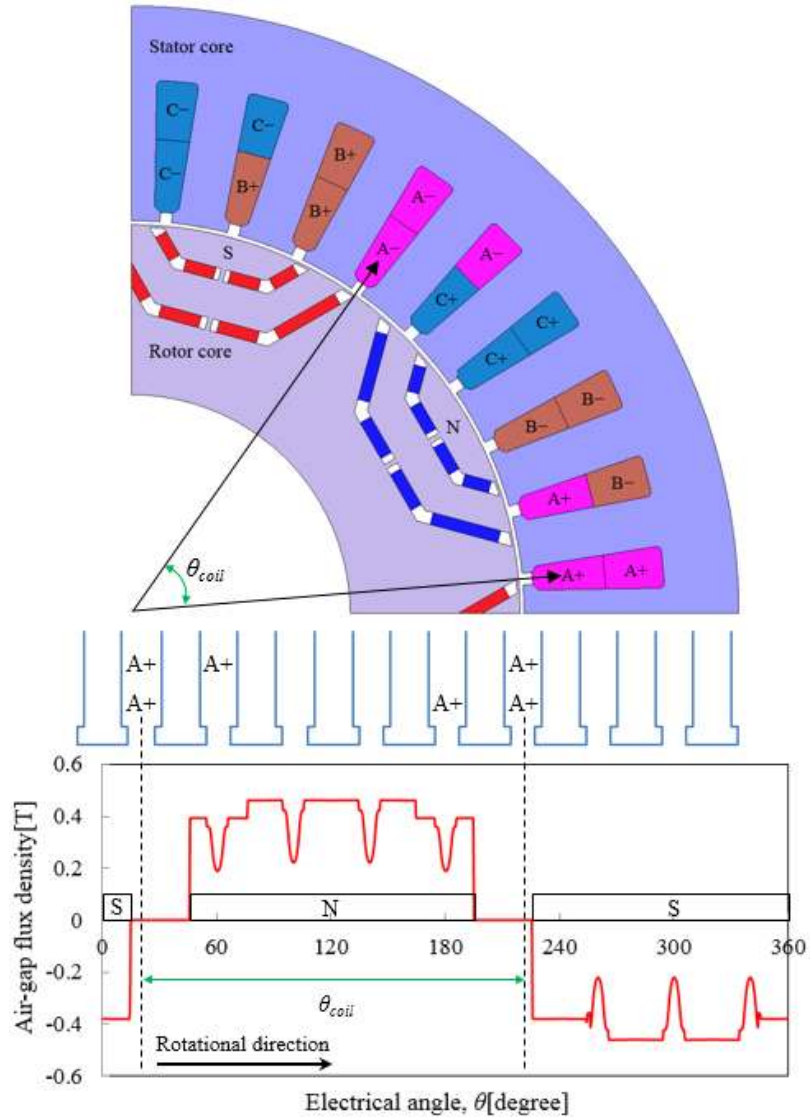 Stator core
C−
C−
C−
B+
B+
B+
A−
A−
S
A−
C+
C+
C+
Rotor core
N
B−
B−
A+
B−
A+
A+
θcoil
A+ A+ A+
A+ A+ A+
Air-gap flux density[T]
0.6
0.4
0.2
0
-0.2
-0.4
-0.6
S N S
0 60 120 180 240 300 360
θcoil
Rotational direction
Electrical angle, θ[degree]